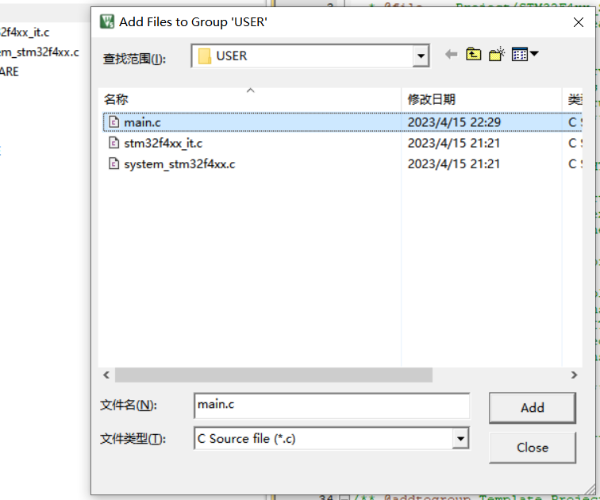 Add Files to Group 'USER'
32f4xx_it.c
em_stm32f4xx.c
ARE
查找范围(I):
USER
名称
修改日期
类型
main.c
2023/4/15 22:29
C S
stm32f4xx_it.c
2023/4/15 21:21
C S
system_stm32f4xx.c
2023/4/15 21:21
C S
文件名(N):
main.c
Add
文件类型(T):
C Source file (*.c)
Close
34
/** @addtogroup Template_Project